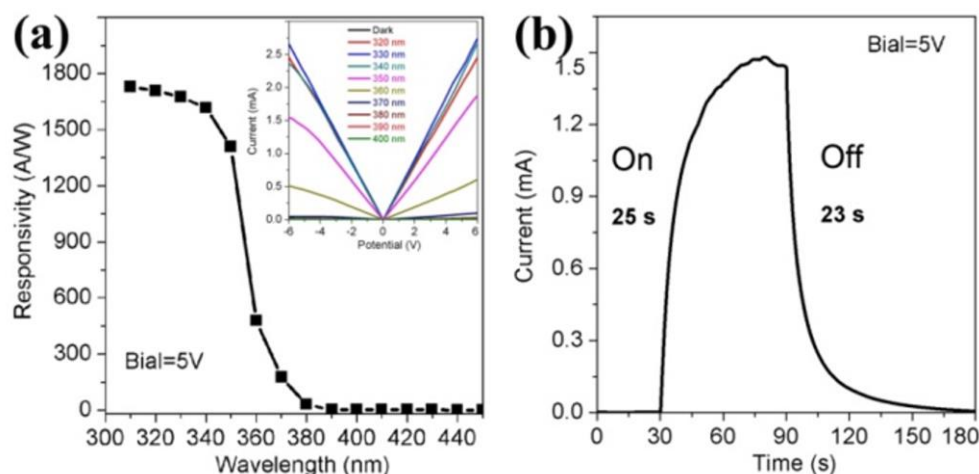 (a)
Responsivity (A/W)
1800
1500
1200
900
600
300
0
300 320 340 360 380 400 420 440
Wavelength (nm)
Bial=5V
Current (mA)
2.5
2.0
1.5
1.0
0.5
0.0
-6 -4 -2 0 2 4 6
Potential (V)
Dark
320 nm
330 nm
340 nm
350 nm
360 nm
370 nm
380 nm
390 nm
400 nm
(b)
Bial=5V
Current (mA)
1.5
1.2
0.9
0.6
0.3
0.0
0 30 60 90 120 150 180
Time (s)
On
25 s
Off
23 s